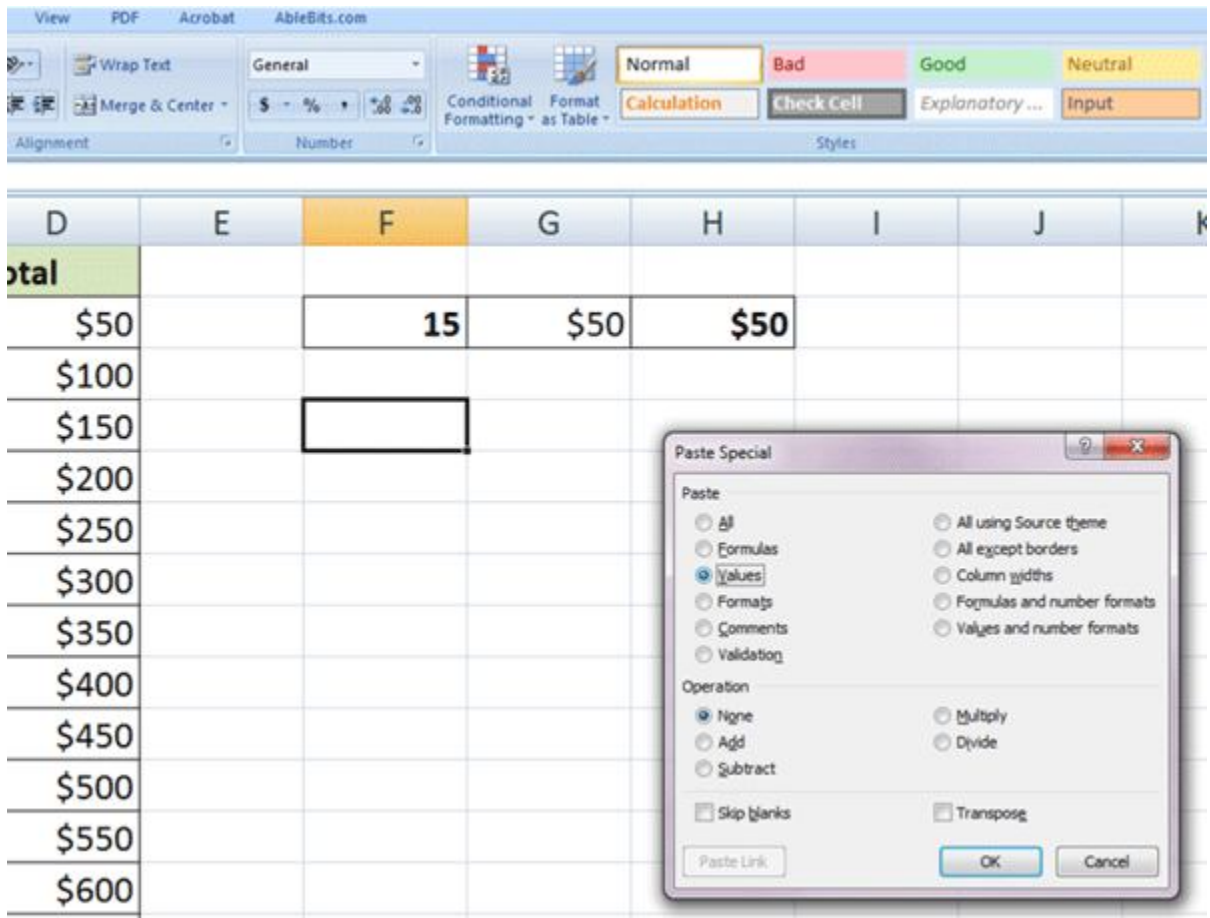 View PDF Acrobat AbleBits.com
Wrap Text General Normal Bad Good Neutral
Merge & Center $ % , .0 .00 .00 .0 Conditional Formatting Format as Table Calculation Check Cell Explanatory ... Input
Alignment Number Styles
D E F G H I J K
otal
$50 15 $50 $50
$100
$150
$200
$250
$300
$350
$400
$450
$500
$550
$600
Paste Special
Paste
All All using Source theme
Formulas All except borders
Values Column widths
Formats Formulas and number formats
Comments Values and number formats
Validation
Operation
None Multiply
Add Divide
Subtract
Skip blanks Transpose
Paste Link OK Cancel